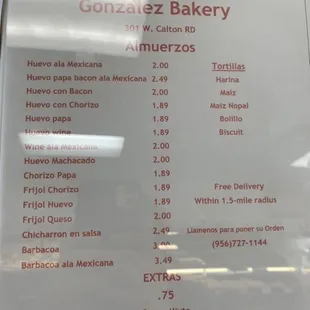 Gonzalez Bakery
301 W. Calton RD
Almuerzos
Huevo ala Mexicana 2.00
Huevo papa bacon ala Mexicana 2.49
Huevo con Bacon 2.00
Huevo con Chorizo 1.89
Huevo papa 1.89
Huevo wine 1.89
Wine ala Mexicana 2.00
Huevo Machacado 2.00
Chorizo Papa 1.89
Frijol Chorizo 1.89
Frijol Huevo 1.89
Frijol Queso 2.00
Chicharron en salsa 2.49
Barbacoa 3.00
Barbacoa ala Mexicana 3.49
Tortillas
Harina
Maiz
Maiz Nopal
Bolillo
Biscuit
Free Delivery
Within 1.5-mile radius
Llamenos para poner su Orden
(956)727-1144
EXTRAS
.75